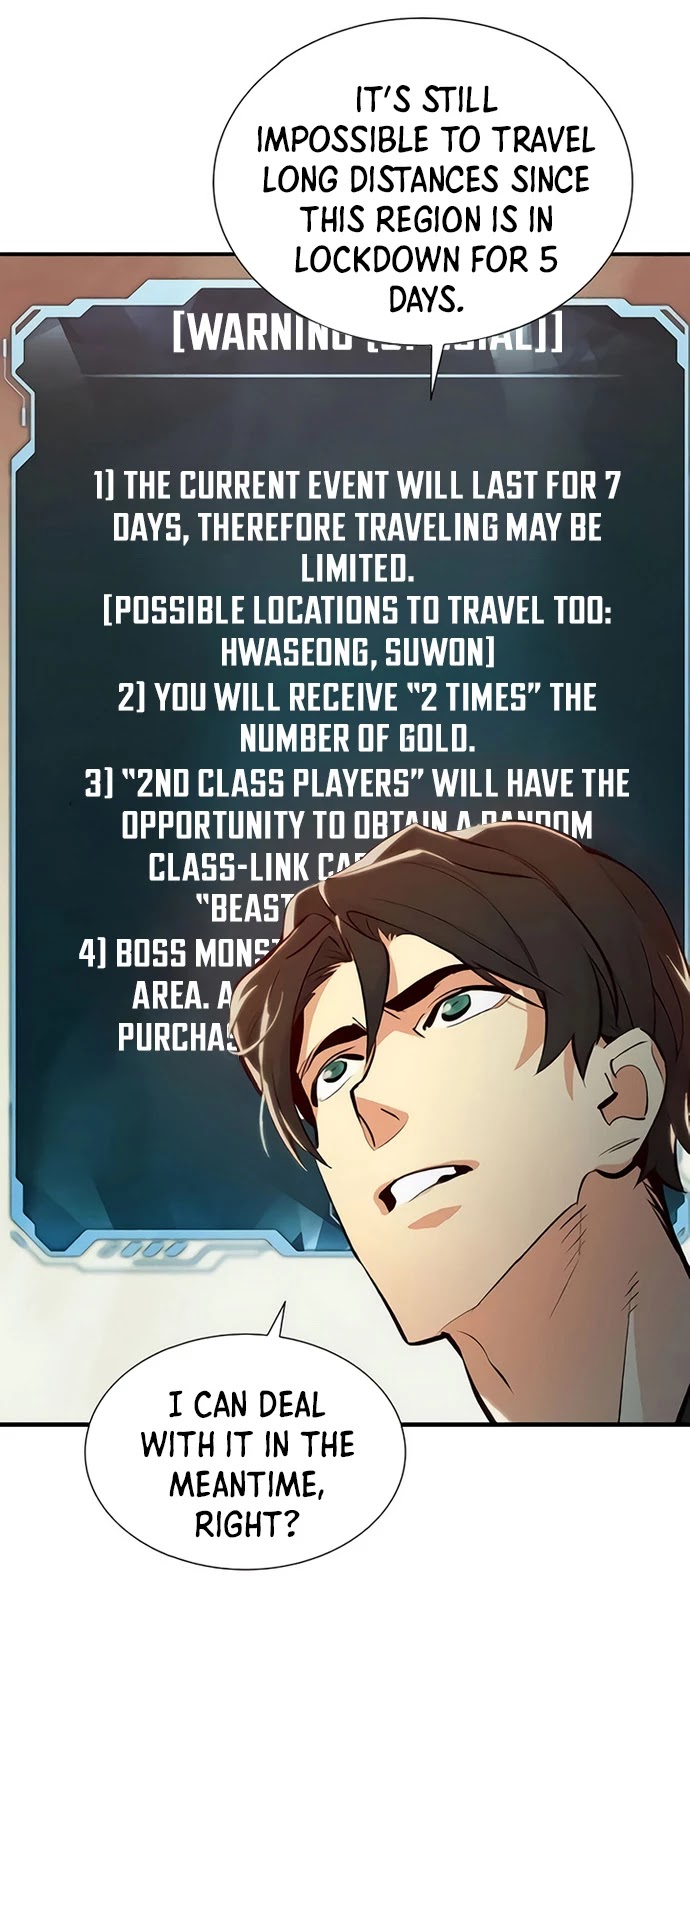 IT'S STILL
IMPOSSIBLE TO TRAVEL
LONG DISTANCES SINCE
THIS REGION IS IN
LOCKDOWN FOR 5
DAYS.
[WARNING
1] THE CURRENT EVENT WILL LAST FOR 7
DAYS, THEREFORE TRAVELING MAY BE
LIMITED.
[POSSIBLE LOCATIONS TO TRAVEL TOO:
HWASEONG, SUWON]
2) YOU WILL RECEIVE “2 TIMES” THE
NUMBER OF GOLD.
3) “2ND CLASS PLAYERS” WILL HAVE THE
OPPORTUNITY TO OBTAIN A RANDOM
CLASS-LINK
“BEAST
4) BOSS
AREA.
I CAN DEAL
WITH IT IN THE
MEANTIME,
RIGHT?